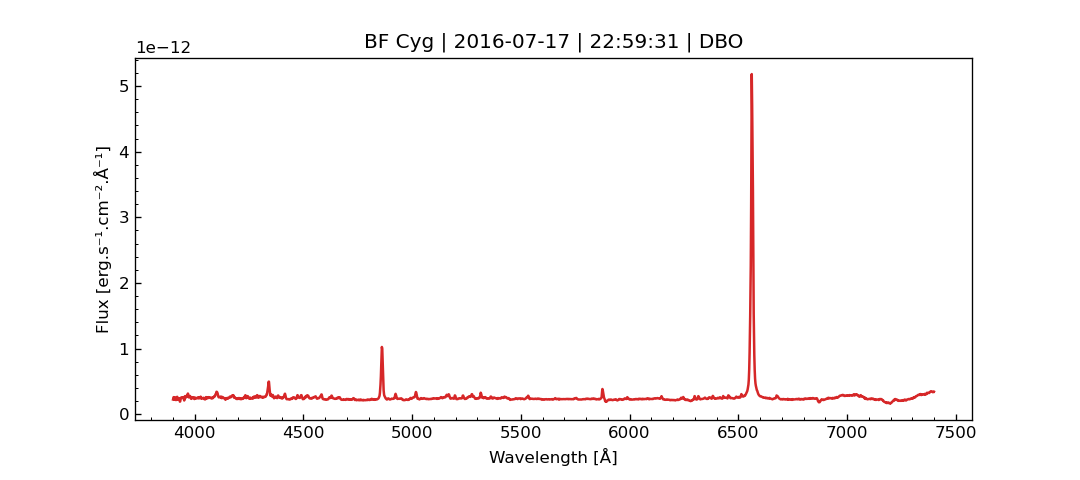 BF Cyg | 2016-07-17 | 22:59:31 | DBO
1e−12
Flux [erg.s⁻¹.cm⁻².Å⁻¹]
5
4
3
2
1
0
4000 4500 5000 5500 6000 6500 7000 7500
Wavelength [Å]